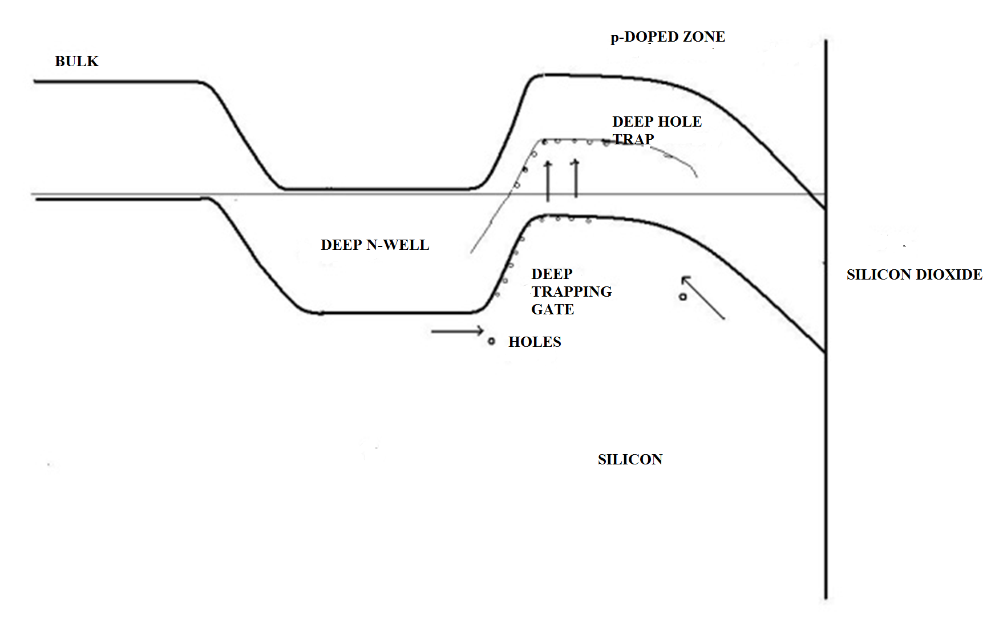 p-DOPED ZONE
BULK
DEEP HOLE
TRAP
DEEP N-WELL
DEEP
TRAPPING
GATE
SILICON DIOXIDE
HOLES
SILICON